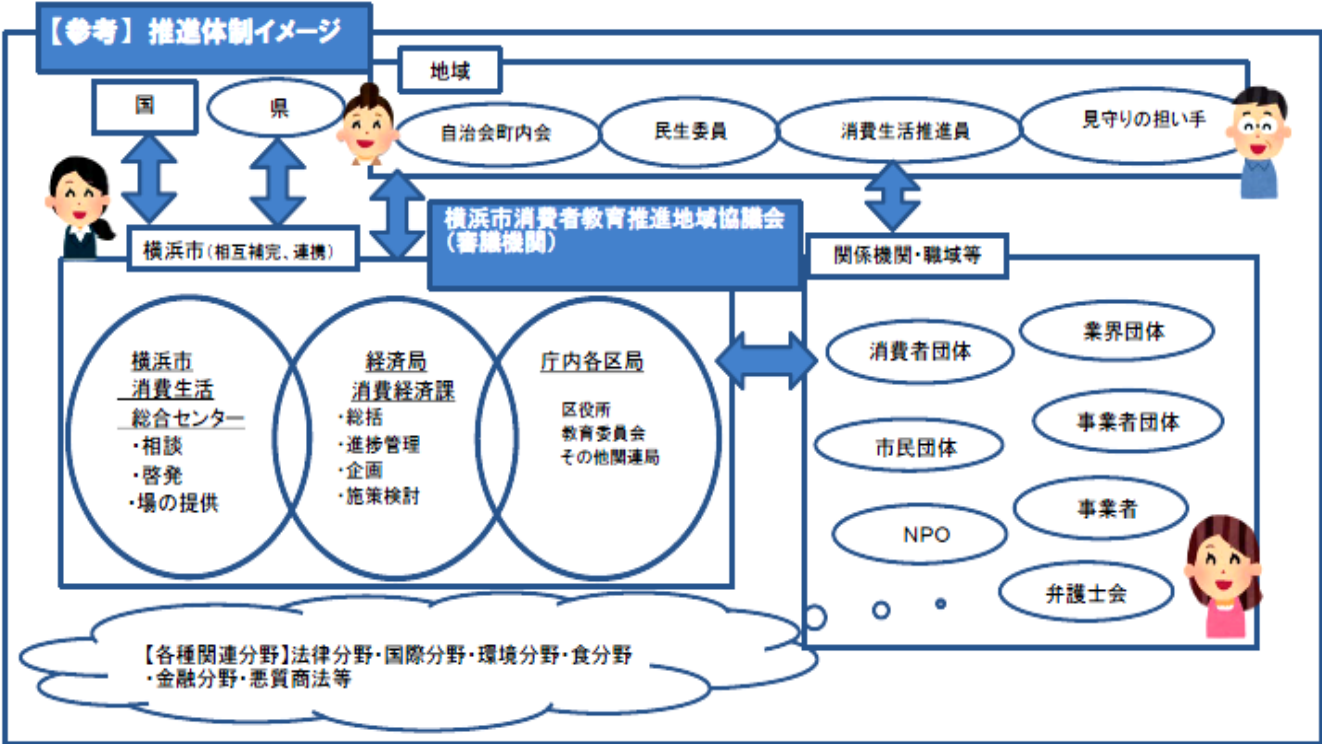 【参考】推進体制イメージ
国
県
地域
自治会町内会
民生委員
消費生活推進員
見守りの担い手
横浜市消費者教育推進地域協議会
(審議機関)
横浜市(相互補完、連携)
横浜市
消費生活
総合センター
・相談
・啓発
・場の提供
経済局
消費経済課
・総括
・進捗管理
・企画
・施策検討
庁内各区局
区役所
教育委員会
その他関連局
関係機関・職域等
消費者団体
業界団体
事業者団体
市民団体
事業者
NPO
弁護士会
【各種関連分野】法律分野・国際分野・環境分野・食分野
・金融分野・悪質商法等